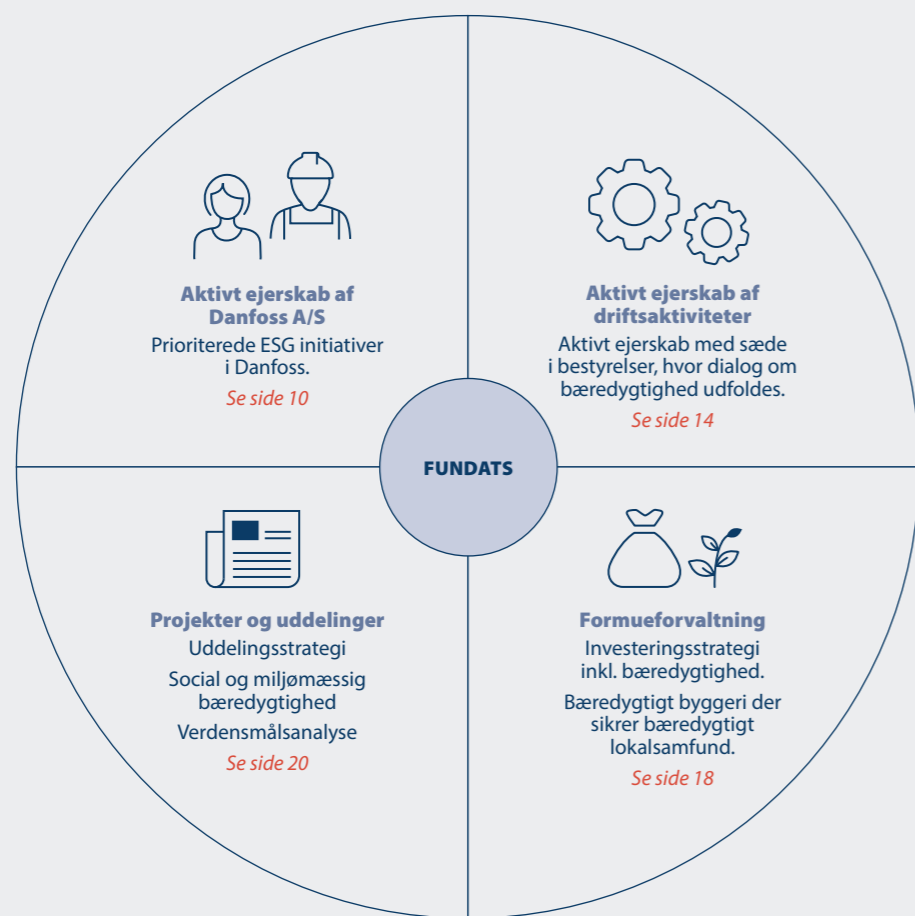 Aktivt ejerskab af
Danfoss A/S
Prioriterede ESG initiativer
i Danfoss.
Se side 10
Aktivt ejerskab af
driftsaktiviteter
Aktivt ejerskab med sæde
i bestyrelser, hvor dialog om
bæredygtighed udfoldes.
Se side 14
FUNDATS
Projekter og uddelinger
Uddelingsstrategi
Social og miljømæssig
bæredygtighed
Verdensmålsanalyse
Se side 20
Formueforvaltning
Investeringsstrategi
inkl. bæredygtighed.
Bæredygtigt byggeri der
sikrer bæredygtigt
lokalsamfund.
Se side 18